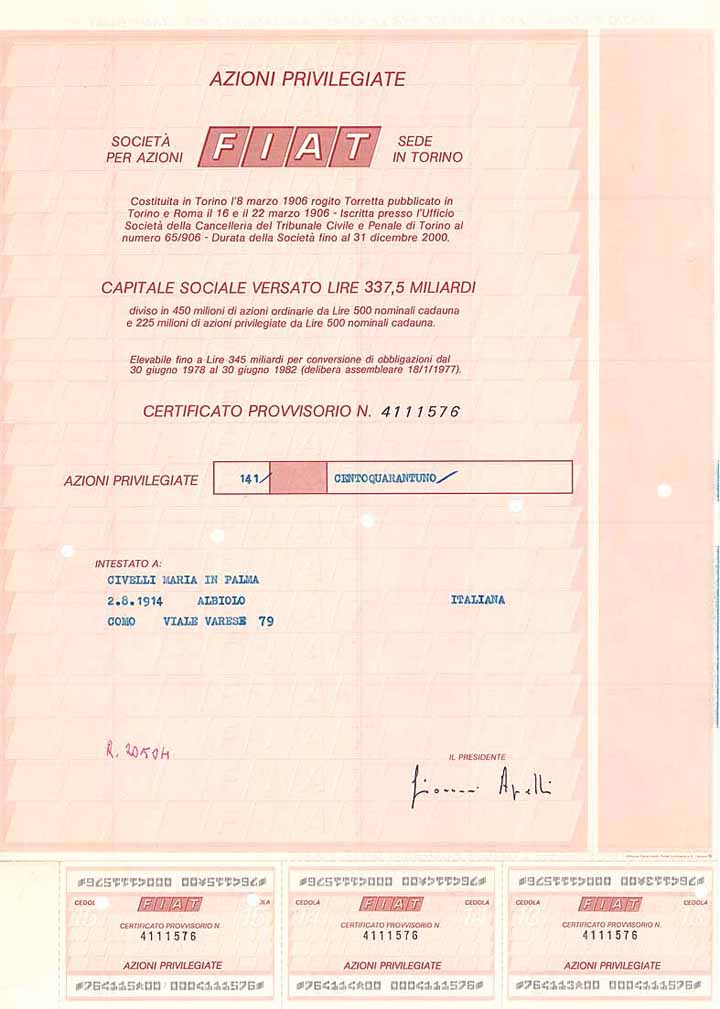 AZIONI PRIVILEGIATE
SOCIETÀ
PER AZIONI
FIAT
SEDE
IN TORINO
Costituita in Torino l'8 marzo 1906 rogito Torretta pubblicato in
Torino e Roma il 16 e il 22 marzo 1906 - Iscritta presso l'Ufficio
Società della Cancelleria del Tribunale Civile e Penale di Torino al
numero 65/906 - Durata della Società fino al 31 dicembre 2000.
CAPITALE SOCIALE VERSATO LIRE 337,5 MILIARDI
diviso in 450 milioni di azioni ordinarie da Lire 500 nominali cadauna
e 225 milioni di azioni privilegiate da Lire 500 nominali cadauna.
Elevabile fino a Lire 345 miliardi per conversione di obbligazioni dal
30 giugno 1978 al 30 giugno 1982 (delibera assembleare 18/1/1977).
CERTIFICATO PROVVISORIO N. 4111576
AZIONI PRIVILEGIATE 141/ CENTOQUARANTUNO/
INTESTATO A:
CIVELLI MARIA IN PALMA
2.8.1914 ALBIOLO ITALIANA
COMO VIALE VARESE 79
IL PRESIDENTE
Giovanni Agnelli
CEDOLA FIAT
CERTIFICATO PROVVISORIO N.
4111576
AZIONI PRIVILEGIATE
CEDOLA FIAT CEDOLA
CERTIFICATO PROVVISORIO N.
4111576
AZIONI PRIVILEGIATE
CEDOLA FIAT CEDOLA
CERTIFICATO PROVVISORIO N.
4111576
AZIONI PRIVILEGIATE